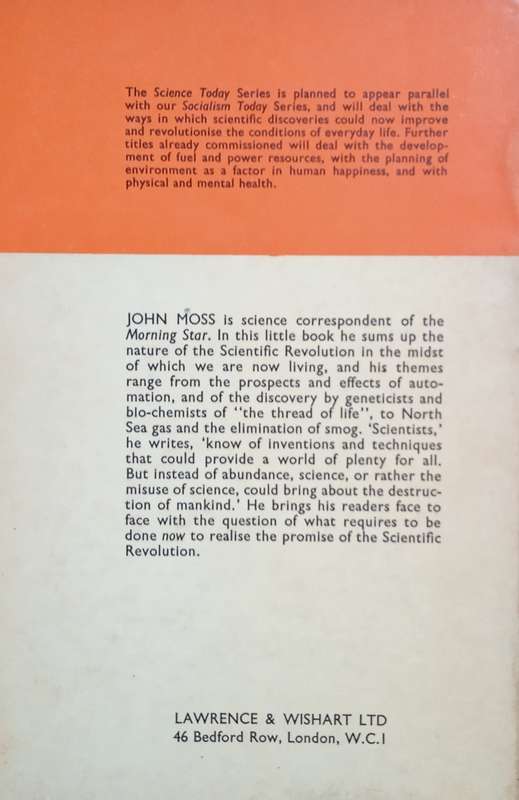 The Science Today Series is planned to appear parallel
with our Socialism Today Series, and will deal with the
ways in which scientific discoveries could now improve
and revolutionise the conditions of everyday life. Further
titles already commissioned will deal with the develop-
ment of fuel and power resources, with the planning of
environment as a factor in human happiness, and with
physical and mental health.
JOHN MOSS is science correspondent of the
Morning Star. In this little book he sums up the
nature of the Scientific Revolution in the midst
of which we are now living, and his themes
range from the prospects and effects of auto-
mation, and of the discovery by geneticists and
bio-chemists of "the thread of life", to North
Sea gas and the elimination of smog. 'Scientists,'
he writes, 'know of inventions and techniques
that could provide a world of plenty for all.
But instead of abundance, science, or rather the
misuse of science, could bring about the destruc-
tion of mankind.' He brings his readers face to
face with the question of what requires to be
done now to realise the promise of the Scientific
Revolution.
LAWRENCE & WISHART LTD
46 Bedford Row, London, W.C.1